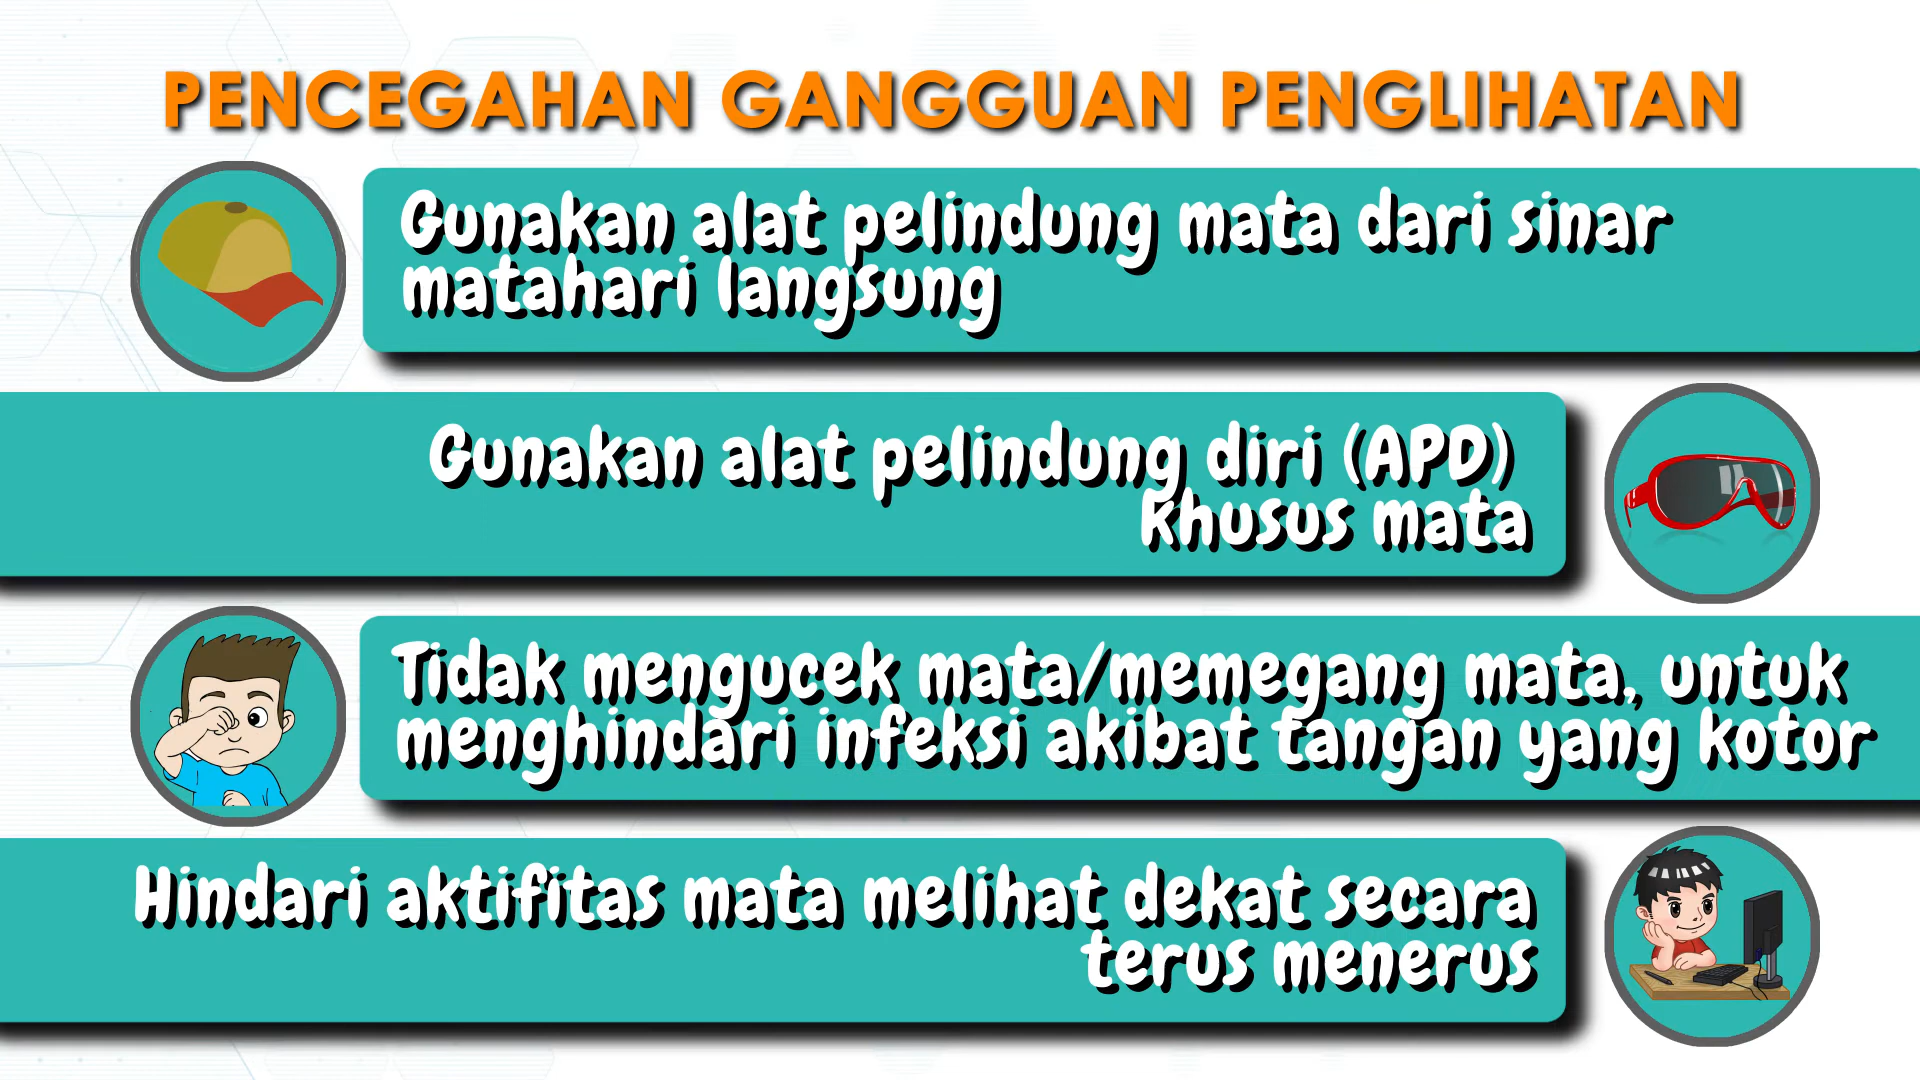 PENCEGAHAN GANGGUAN PENGLIHATAN
Gunakan alat pelindung mata dari sinar
matahari langsung
Gunakan alat pelindung diri (APD)
khusus mata
Tidak mengucek mata/memegang mata, untuk
menghindari infeksi akibat tangan yang kotor
Hindari aktifitas mata melihat dekat secara
terus menerus